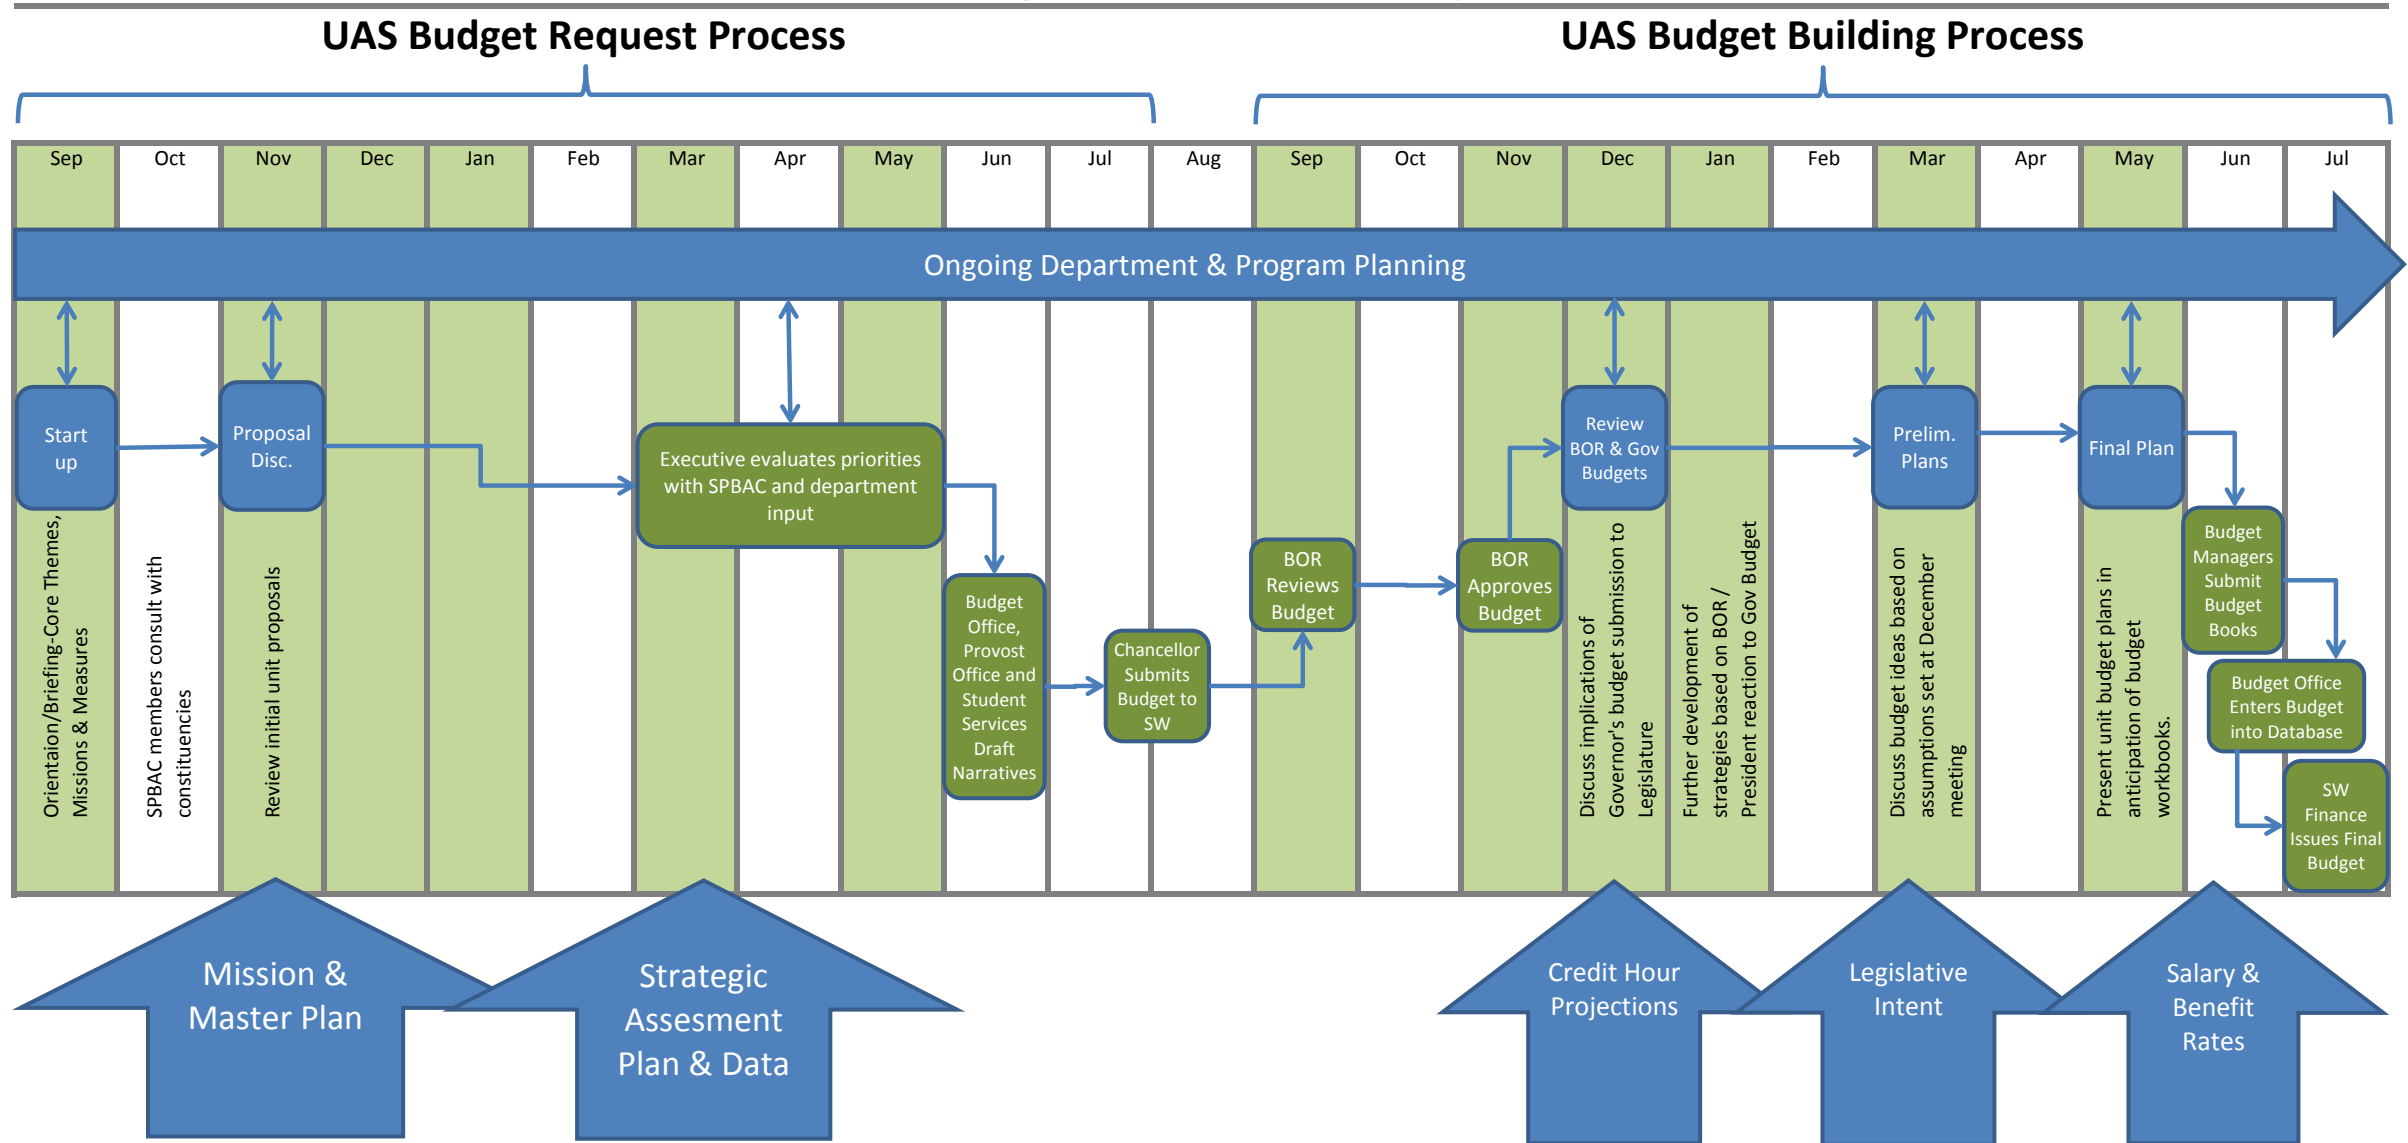 UAS Budget Request Process
UAS Budget Building Process
Sep
Oct
Nov
Dec
Jan
Feb
Mar
Apr
May
Jun
Jul
Aug
Sep
Oct
Nov
Dec
Jan
Feb
Mar
Apr
May
Jun
Jul
Ongoing Department & Program Planning
Start
up
Proposal
Disc.
Executive evaluates priorities
with SPBAC and department
input
Budget
Office,
Provost
Office and
Student
Services
Draft
Narratives
Chancellor
Submits
Budget to
SW
BOR
Reviews
Budget
BOR
Approves
Budget
Review
BOR & Gov
Budgets
Prelim.
Plans
Final Plan
Budget
Managers
Submit
Budget
Books
Budget Office
Enters Budget
into Database
SW
Finance
Issues Final
Budget
Orientaion/Briefing-Core Themes,
Missions & Measures
SPBAC members consult with
constituencies
Review initial unit proposals
Discuss implications of
Governor's budget submission to
Legislature
Further development of
strategies based on BOR /
President reaction to Gov Budget
Discuss budget ideas based on
assumptions set at December
meeting
Present unit budget plans in
anticipation of budget
workbooks.
Mission &
Master Plan
Strategic
Assesment
Plan & Data
Credit Hour
Projections
Legislative
Intent
Salary &
Benefit
Rates